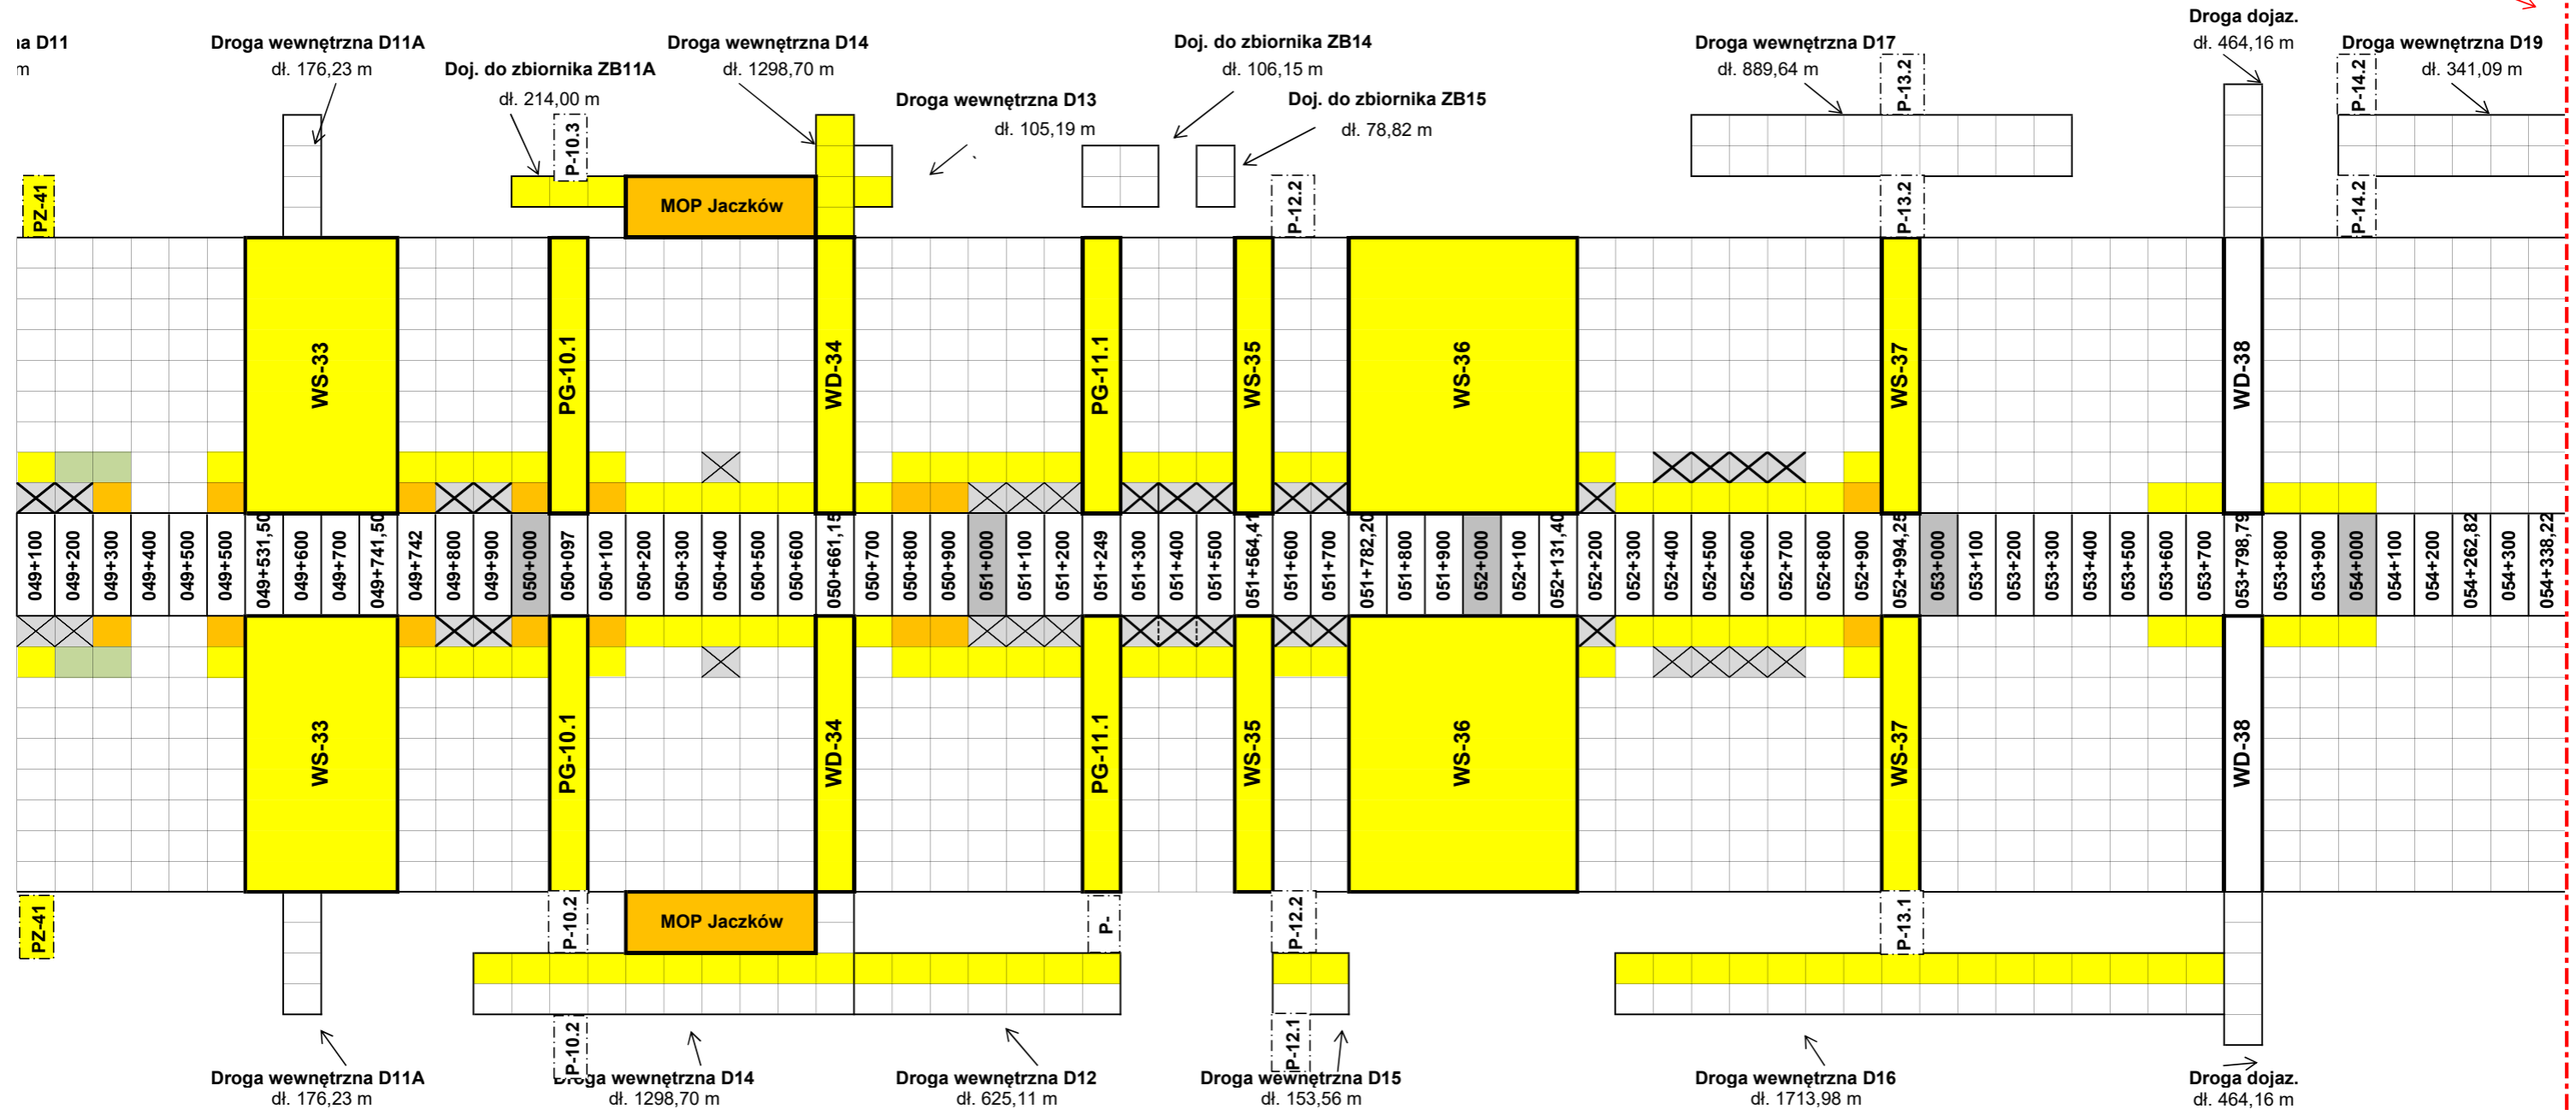 Droga dojaz.
na D11
Droga wewnętrzna D11A
Droga wewnętrzna D14
Doj. do zbiornika ZB14
Droga wewnętrzna D17
dł. 464,16 m
Droga wewnętrzna D19
m
dł. 176,23 m
Doj. do zbiornika ZB11A
dł. 1298,70 m
dł. 106,15 m
dł. 889,64 m
dł. 341,09 m
dł. 214,00 m
Droga wewnętrzna D13
Doj. do zbiornika ZB15
dł. 105,19 m
dł. 78,82 m
P-10.3
P-13.2
P-14.2
PZ-41
MOP Jaczków
P-12.2
P-13.2
P-14.2
WS-33
PG-10.1
WD-34
PG-11.1
WS-35
WS-36
WS-37
WD-38
049+100
049+200
049+300
049+400
049+500
049+500
049+531,50
049+600
049+700
049+741,50
049+742
049+800
049+900
050+000
050+097
050+100
050+200
050+300
050+400
050+500
050+600
050+661,15
050+700
050+800
050+900
051+000
051+100
051+200
051+249
051+300
051+400
051+500
051+564,41
051+600
051+700
051+782,20
051+800
051+900
052+000
052+100
052+131,40
052+200
052+300
052+400
052+500
052+600
052+700
052+800
052+900
052+994,25
053+000
053+100
053+200
053+300
053+400
053+500
053+600
053+700
053+798,79
053+800
053+900
054+000
054+100
054+200
054+262,82
054+300
054+338,22
WS-33
PG-10.1
WD-34
PG-11.1
WS-35
WS-36
WS-37
WD-38
PZ-41
P-10.2
MOP Jaczków
P-
P-12.2
P-13.1
P-10.2
P-12.1
Droga wewnętrzna D11A
dł. 176,23 m
Droga wewnętrzna D14
dł. 1298,70 m
Droga wewnętrzna D12
dł. 625,11 m
Droga wewnętrzna D15
dł. 153,56 m
Droga wewnętrzna D16
dł. 1713,98 m
Droga dojaz.
dł. 464,16 m